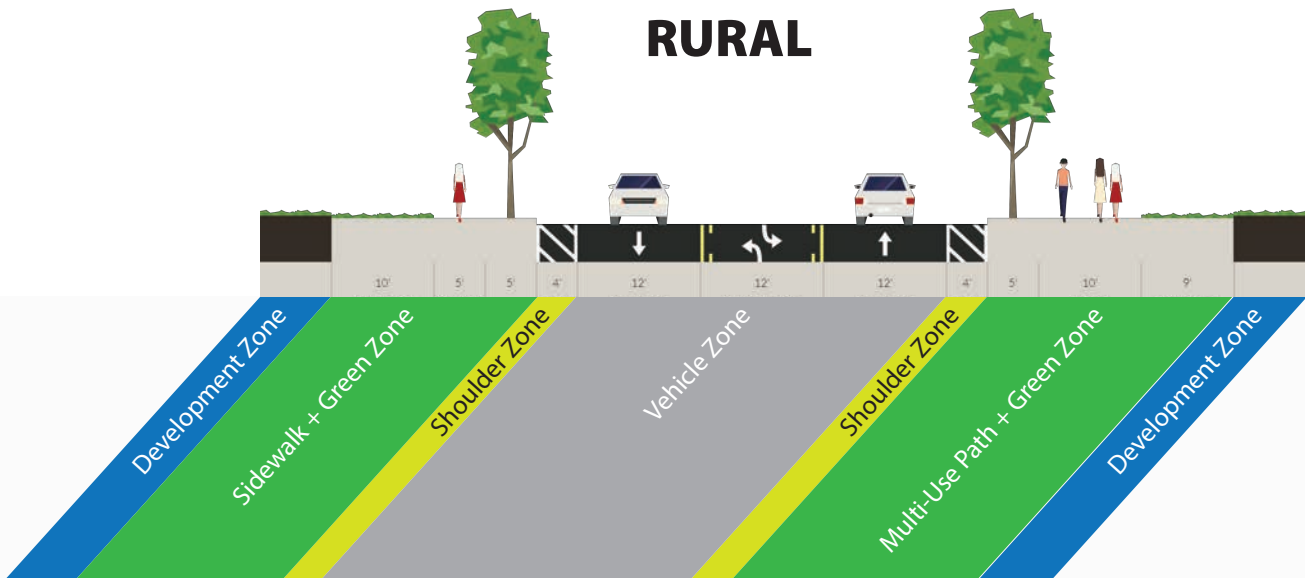 RURAL
10' 5' 5' 4' 12' 12' 12' 4' 5' 10' 9'
Development Zone
Sidewalk + Green Zone
Shoulder Zone
Vehicle Zone
Shoulder Zone
Multi-Use Path + Green Zone
Development Zone